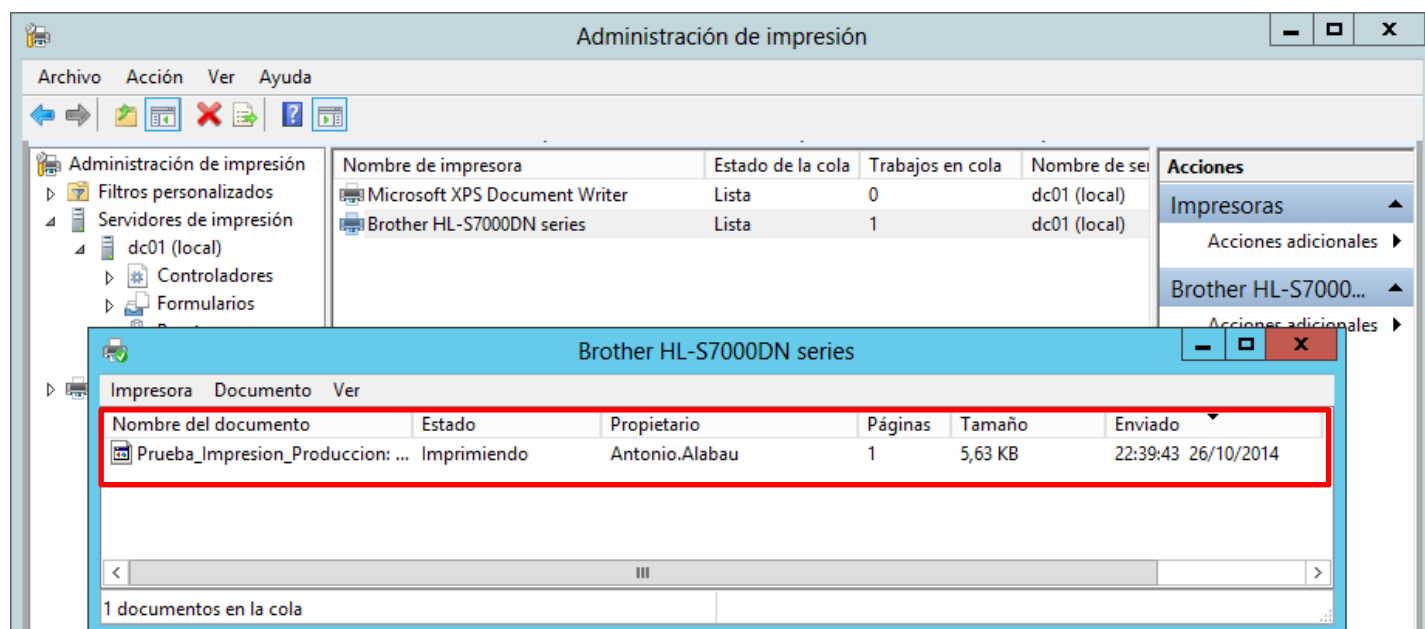 Administración de impresión
Archivo Acción Ver Ayuda
Administración de impresión
Filtros personalizados
Servidores de impresión
dc01 (local)
Controladores
Formularios
Nombre de impresora Estado de la cola Trabajos en cola Nombre de ser
Microsoft XPS Document Writer Lista 0 dc01 (local)
Brother HL-S7000DN series Lista 1 dc01 (local)
Acciones
Impresoras
Acciones adicionales
Brother HL-S7000...
Acciones adicionales
Brother HL-S7000DN series
Impresora Documento Ver
Nombre del documento Estado Propietario Páginas Tamaño Enviado
Prueba_Impresion_Produccion: ... Imprimiendo Antonio.Alabau 1 5,63 KB 22:39:43 26/10/2014
1 documentos en la cola